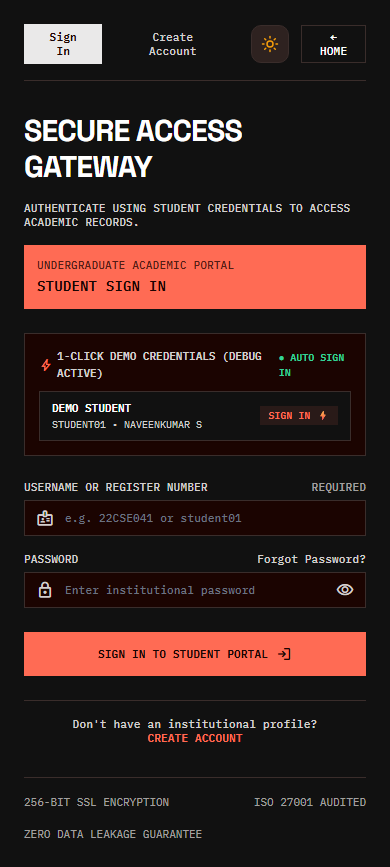 Sign
In
Create
Account
←
HOME
SECURE ACCESS
GATEWAY
AUTHENTICATE USING STUDENT CREDENTIALS TO ACCESS
ACADEMIC RECORDS.
UNDERGRADUATE ACADEMIC PORTAL
STUDENT SIGN IN
1-CLICK DEMO CREDENTIALS (DEBUG
ACTIVE)
● AUTO SIGN
IN
DEMO STUDENT
STUDENT01 • NAVEENKUMAR S
SIGN IN
USERNAME OR REGISTER NUMBER
REQUIRED
e.g. 22CSE041 or student01
PASSWORD
Forgot Password?
Enter institutional password
SIGN IN TO STUDENT PORTAL
Don't have an institutional profile?
CREATE ACCOUNT
256-BIT SSL ENCRYPTION
ISO 27001 AUDITED
ZERO DATA LEAKAGE GUARANTEE